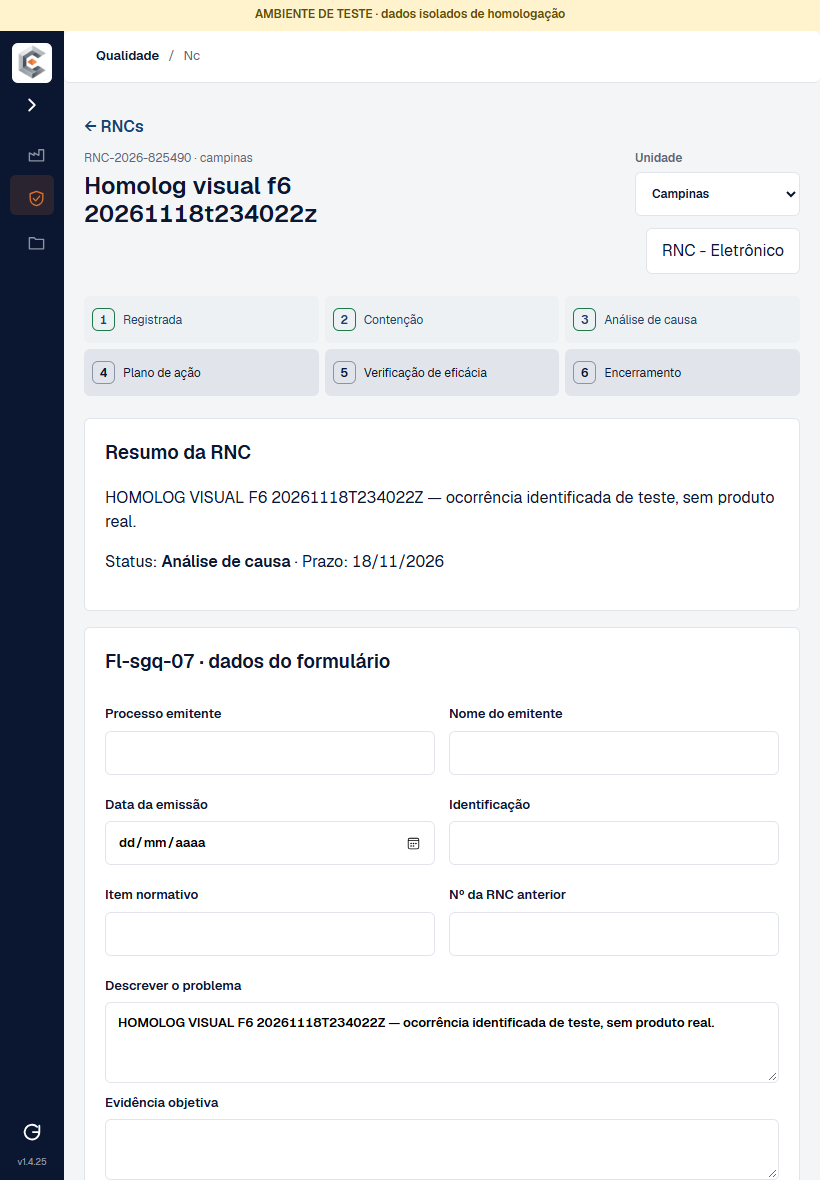 AMBIENTE DE TESTE · dados isolados de homologação
Qualidade / Nc
← RNCs
RNC-2026-825490 · campinas
Homolog visual f6
20261118t234022z
Unidade
Campinas
RNC - Eletrônico
1 Registrada
2 Contenção
3 Análise de causa
4 Plano de ação
5 Verificação de eficácia
6 Encerramento
Resumo da RNC
HOMOLOG VISUAL F6 20261118T234022Z — ocorrência identificada de teste, sem produto
real.
Status: Análise de causa · Prazo: 18/11/2026
Fl-sgq-07 · dados do formulário
Processo emitente
Nome do emitente
Data da emissão
Identificação
dd/mm/aaaa
Item normativo
Nº da RNC anterior
Descrever o problema
HOMOLOG VISUAL F6 20261118T234022Z — ocorrência identificada de teste, sem produto real.
Evidência objetiva
v1.4.25